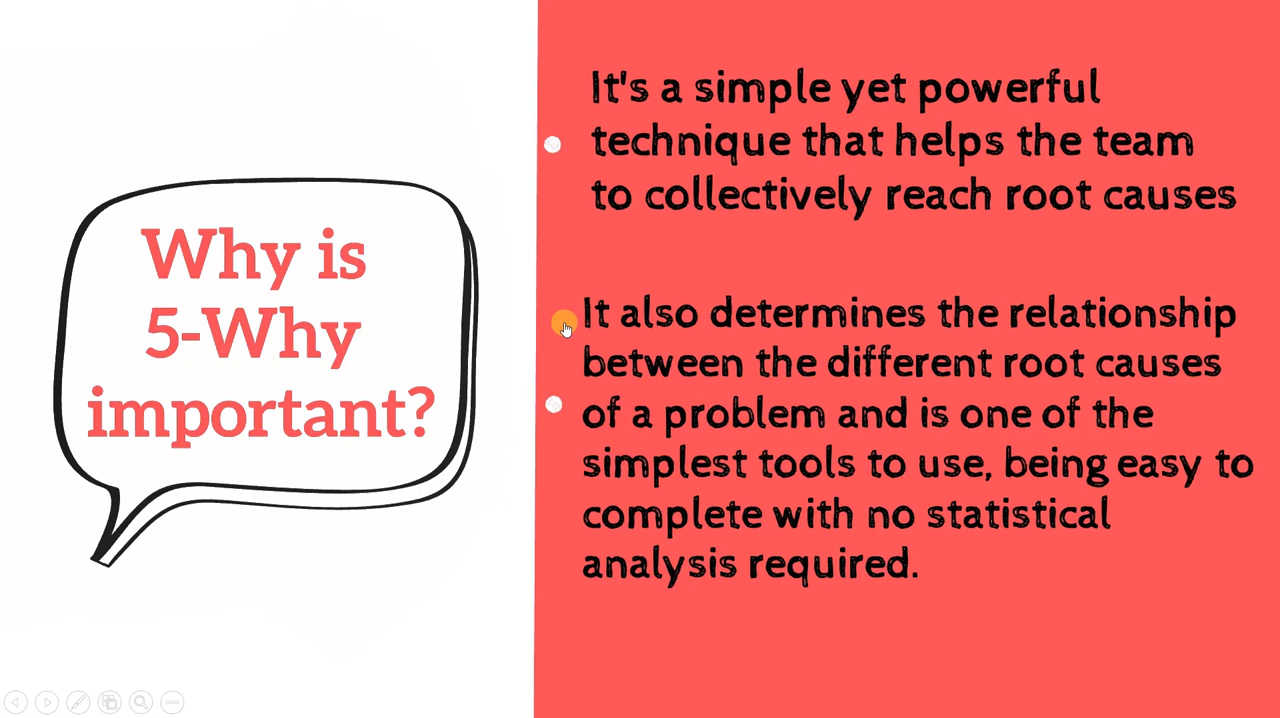 Why is
5-Why
important?
It's a simple yet powerful
technique that helps the team
to collectively reach root causes
It also determines the relationship
between the different root causes
of a problem and is one of the
simplest tools to use, being easy to
complete with no statistical
analysis required.